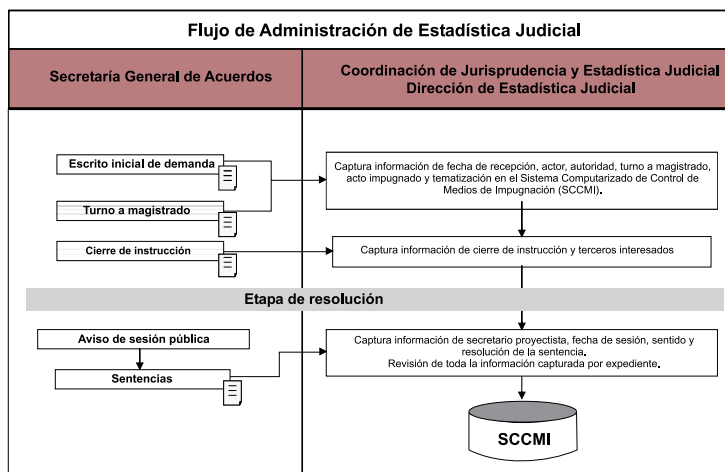 Flujo de Administración de Estadística Judicial
Secretaría General de Acuerdos
Coordinación de Jurisprudencia y Estadística Judicial
Dirección de Estadística Judicial
Escrito inicial de demanda
Captura información de fecha de recepción, actor, autoridad, turno a magistrado,
acto impugnado y tematización en el Sistema Computarizado de Control de
Medios de Impugnación (SCCMI).
Turno a magistrado
Cierre de instrucción
Captura información de cierre de instrucción y terceros interesados
Etapa de resolución
Aviso de sesión pública
Captura información de secretario proyectista, fecha de sesión, sentido y
resolución de la sentencia.
Revisión de toda la información capturada por expediente.
Sentencias
SCCMI